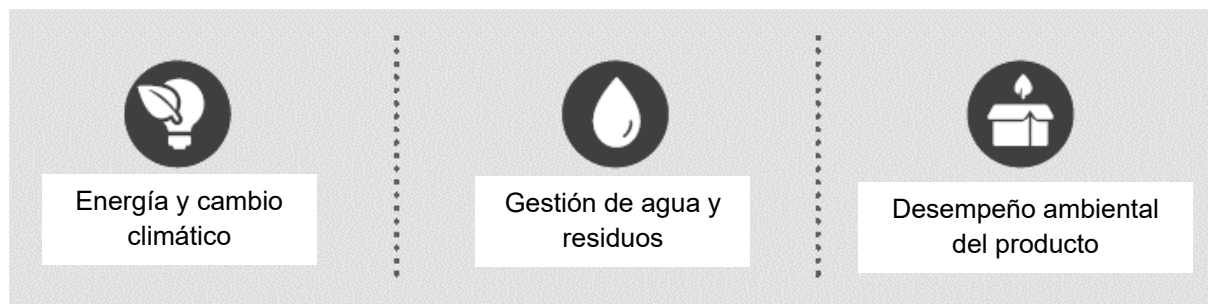 Energía y cambio
climático
Gestión de agua y
residuos
Desempeño ambiental
del producto